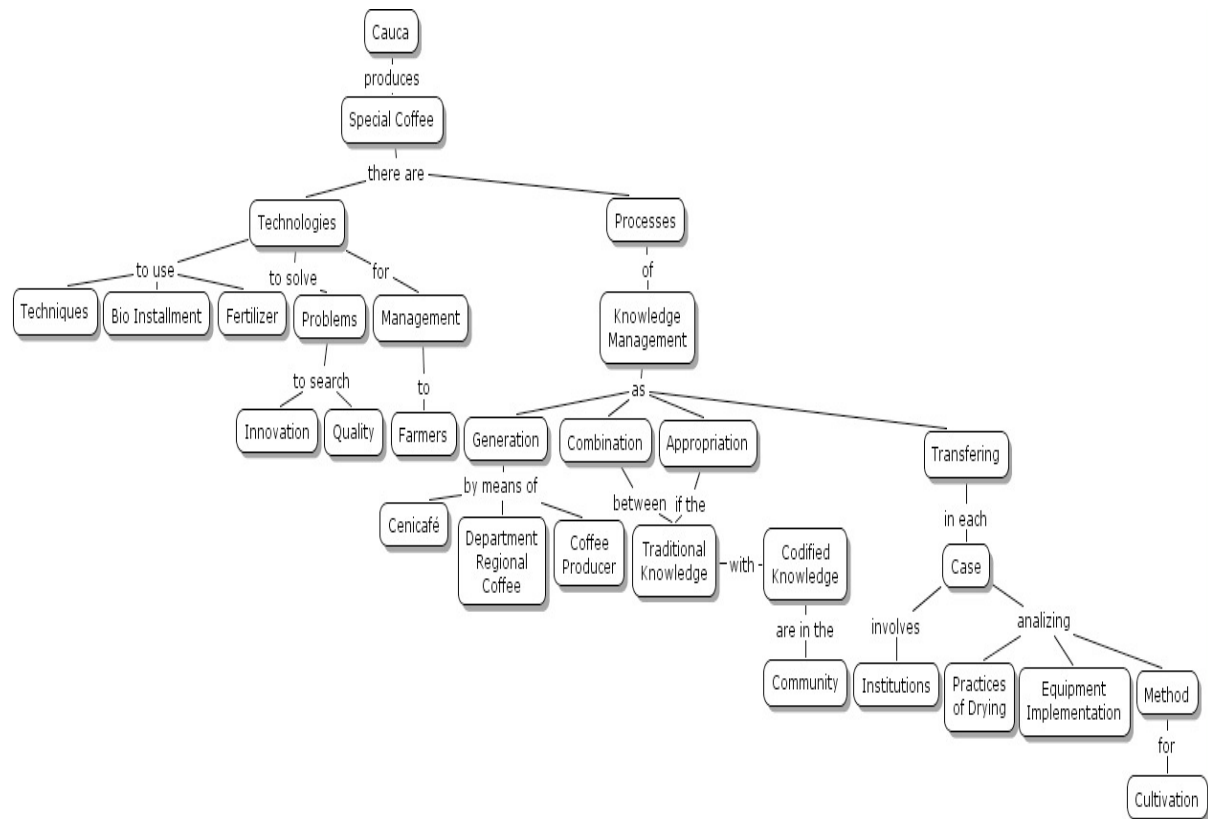 Cauca
produces
Special Coffee
there are
Technologies
Processes
to use
to solve
for
of
Techniques
Bio Installment
Fertilizer
Problems
Management
Knowledge
Management
to search
to
as
Innovation
Quality
Farmers
Generation
Combination
Appropriation
Transfering
by means of
between
if the
in each
Cenicafé
Department
Regional
Coffee
Coffee
Producer
Traditional
Knowledge
with
Codified
Knowledge
Case
are in the
involves
analizing
Community
Institutions
Practices
of Drying
Equipment
Implementation
Method
for
Cultivation